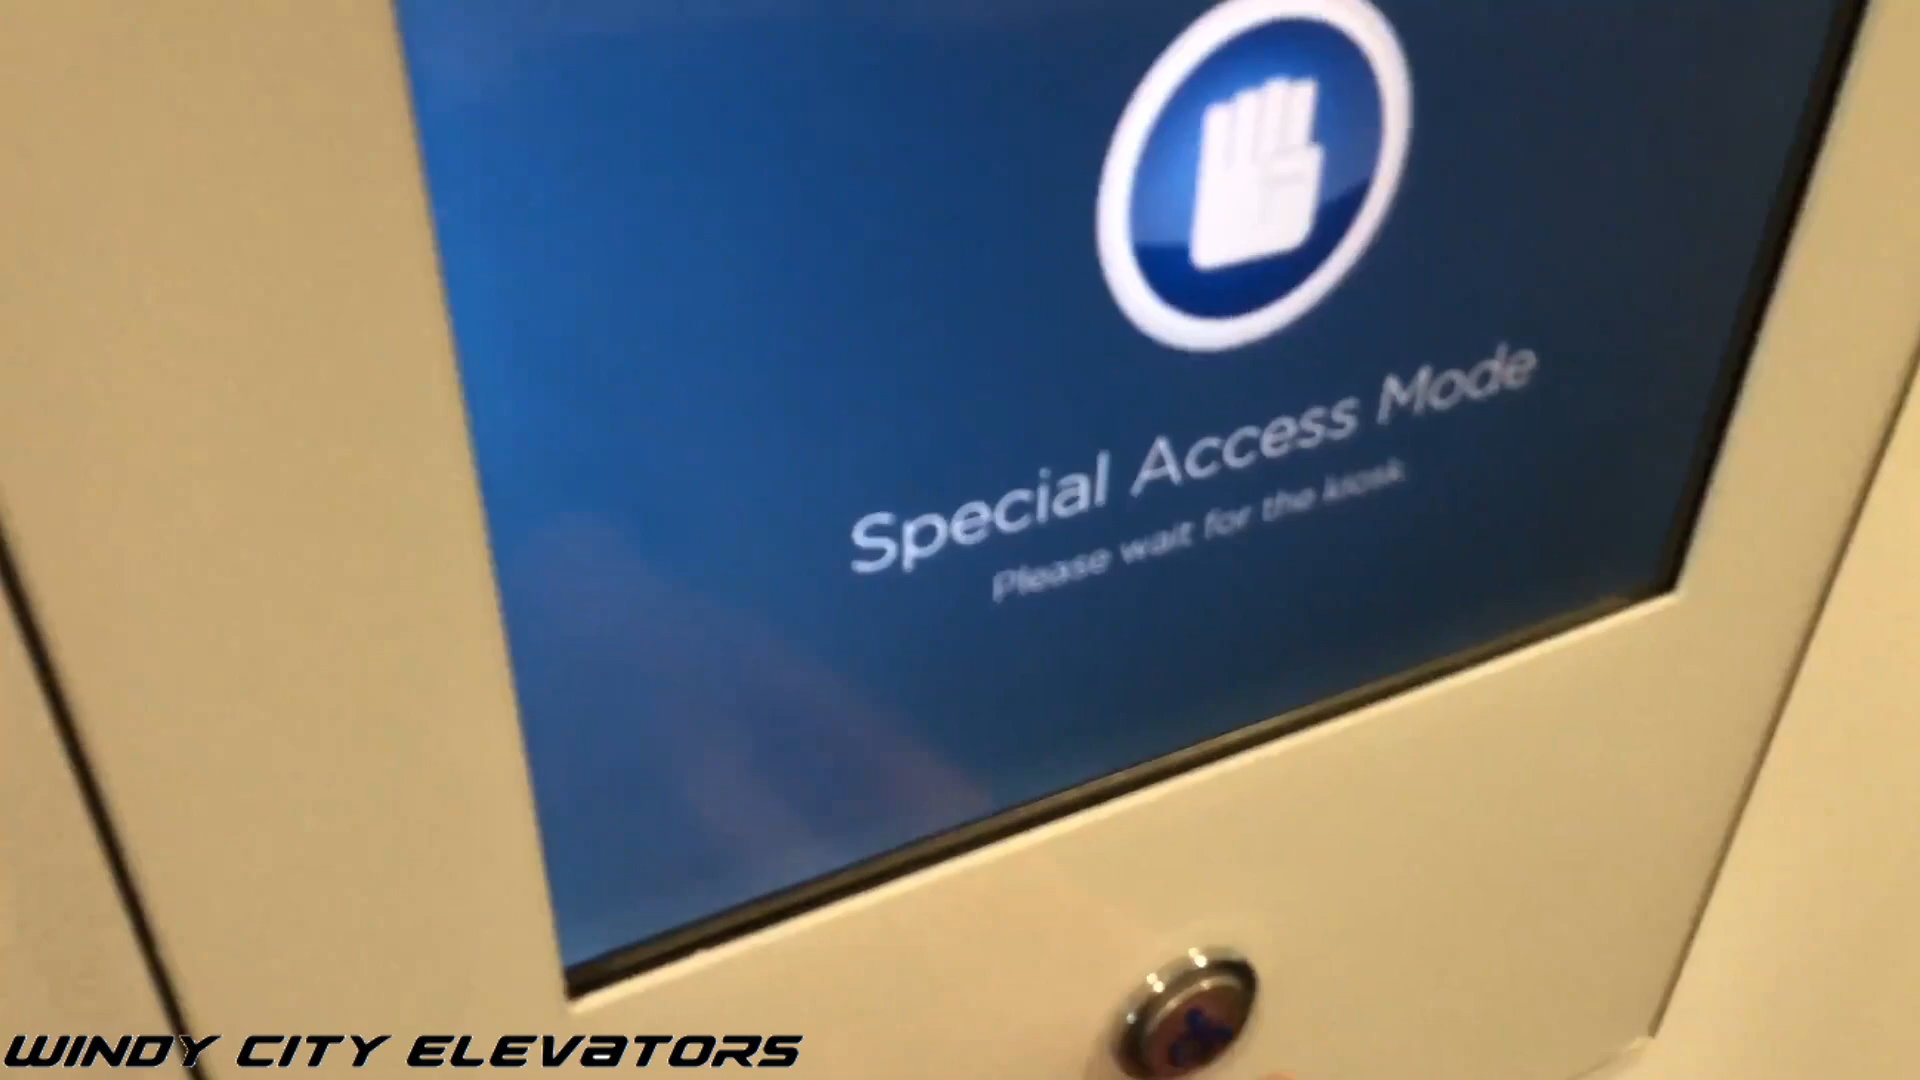 Special Access Mode
Please wait for the kiosk
WINDY CITY ELEVATORS